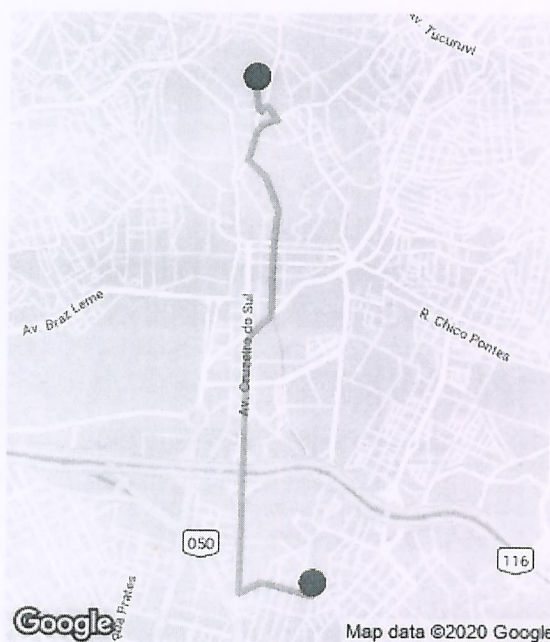 Av. Tucuruvi
Av. Braz Leme
Av. Cruzeiro do Sul
R. Chico Pontes
050
116
Rua Prates
Google
Map data ©2020 Google